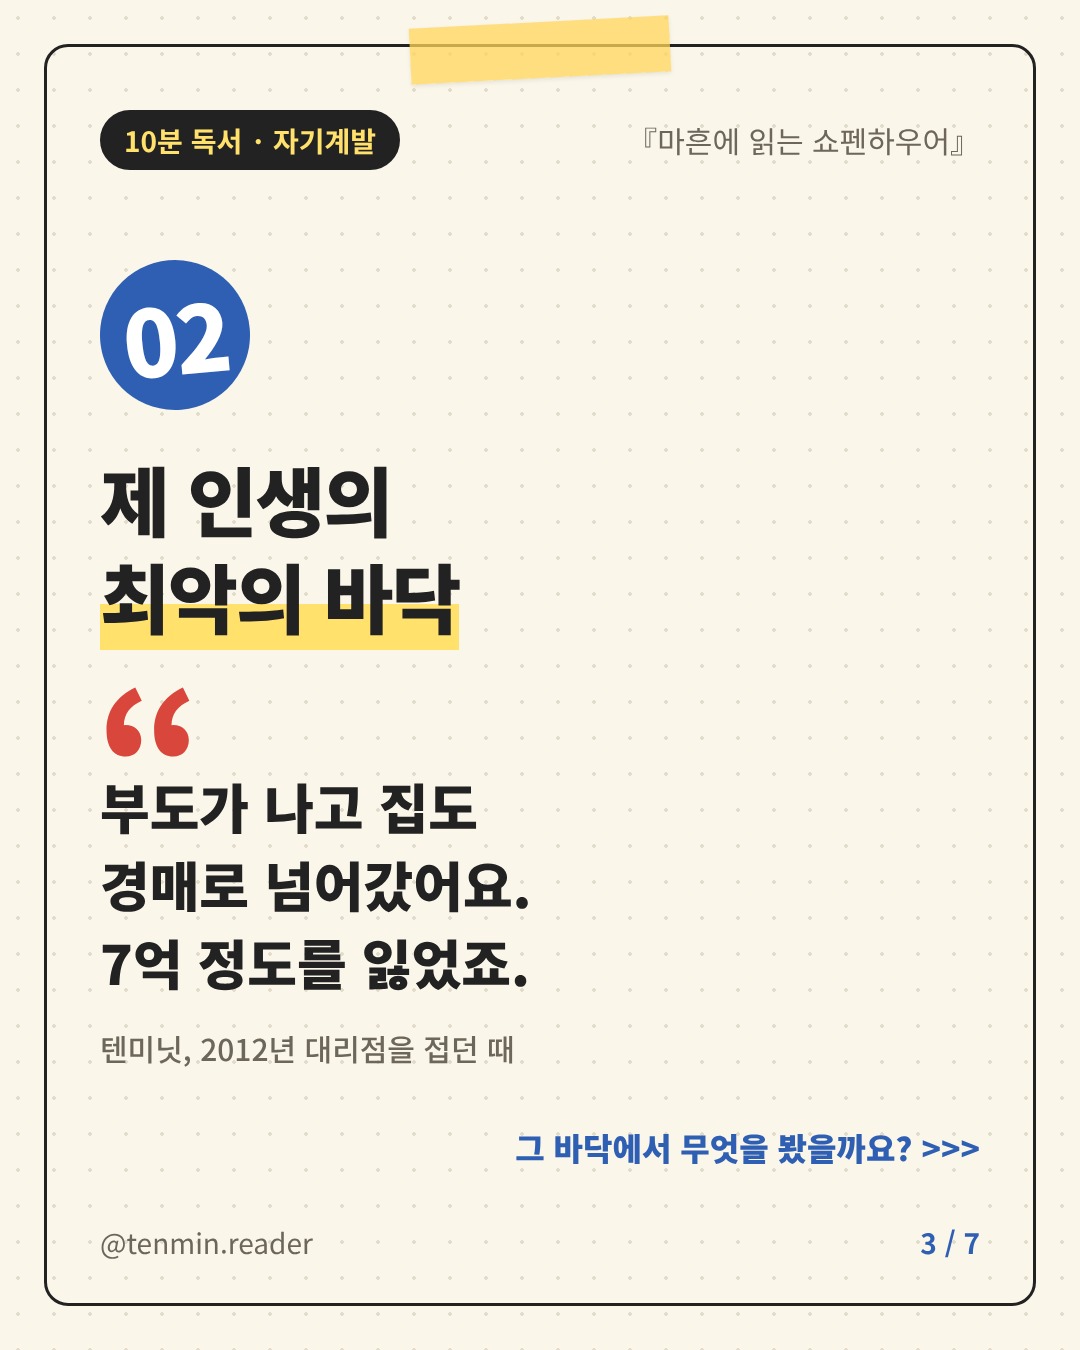 10분 독서 · 자기계발
『마흔에 읽는 쇼펜하우어』
02
제 인생의
최악의 바닥
“
부도가 나고 집도
경매로 넘어갔어요.
7억 정도를 잃었죠.
텐미닛, 2012년 대리점을 접던 때
그 바닥에서 무엇을 봤을까요? >>>
@tenmin.reader
3 / 7